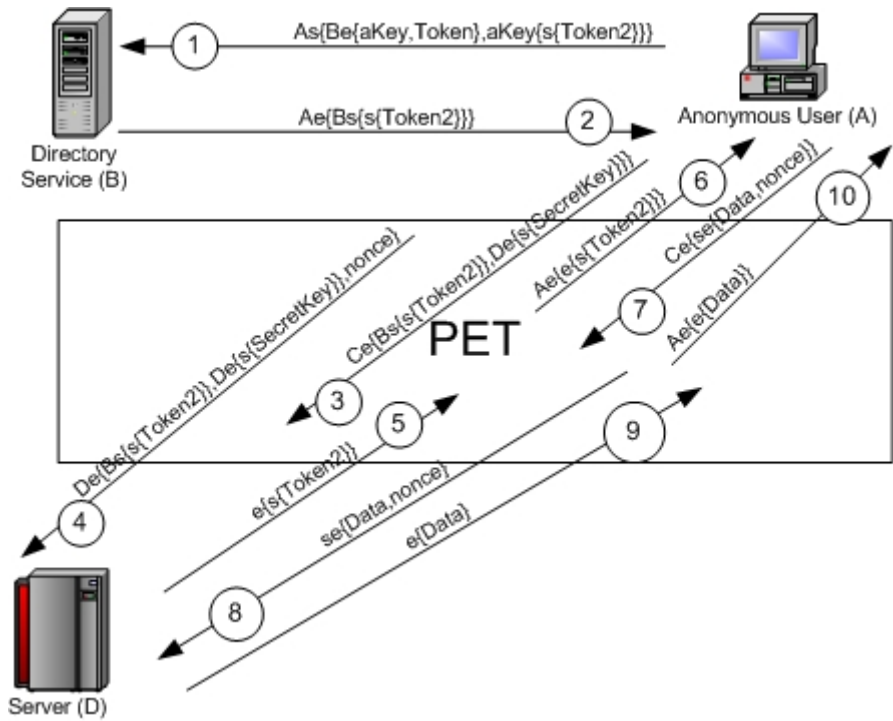 As{Be{aKey,Token},aKey{s{Token2}}}
1
Ae{Bs{s{Token2}}}
2
Directory
Service (B)
Anonymous User (A)
6
10
De{Bs{s{Token2}},De{s{SecretKey}}},nonce}
Ce{Bs{s{Token2}},De{s{SecretKey}}}
Ae{e{s{Token2}}}
Ce{se{Data,nonce}}
Ae{e{Data}}
7
PET
3
5
9
4
e{s{Token2}}
se{Data,nonce}
e{Data}
8
Server (D)